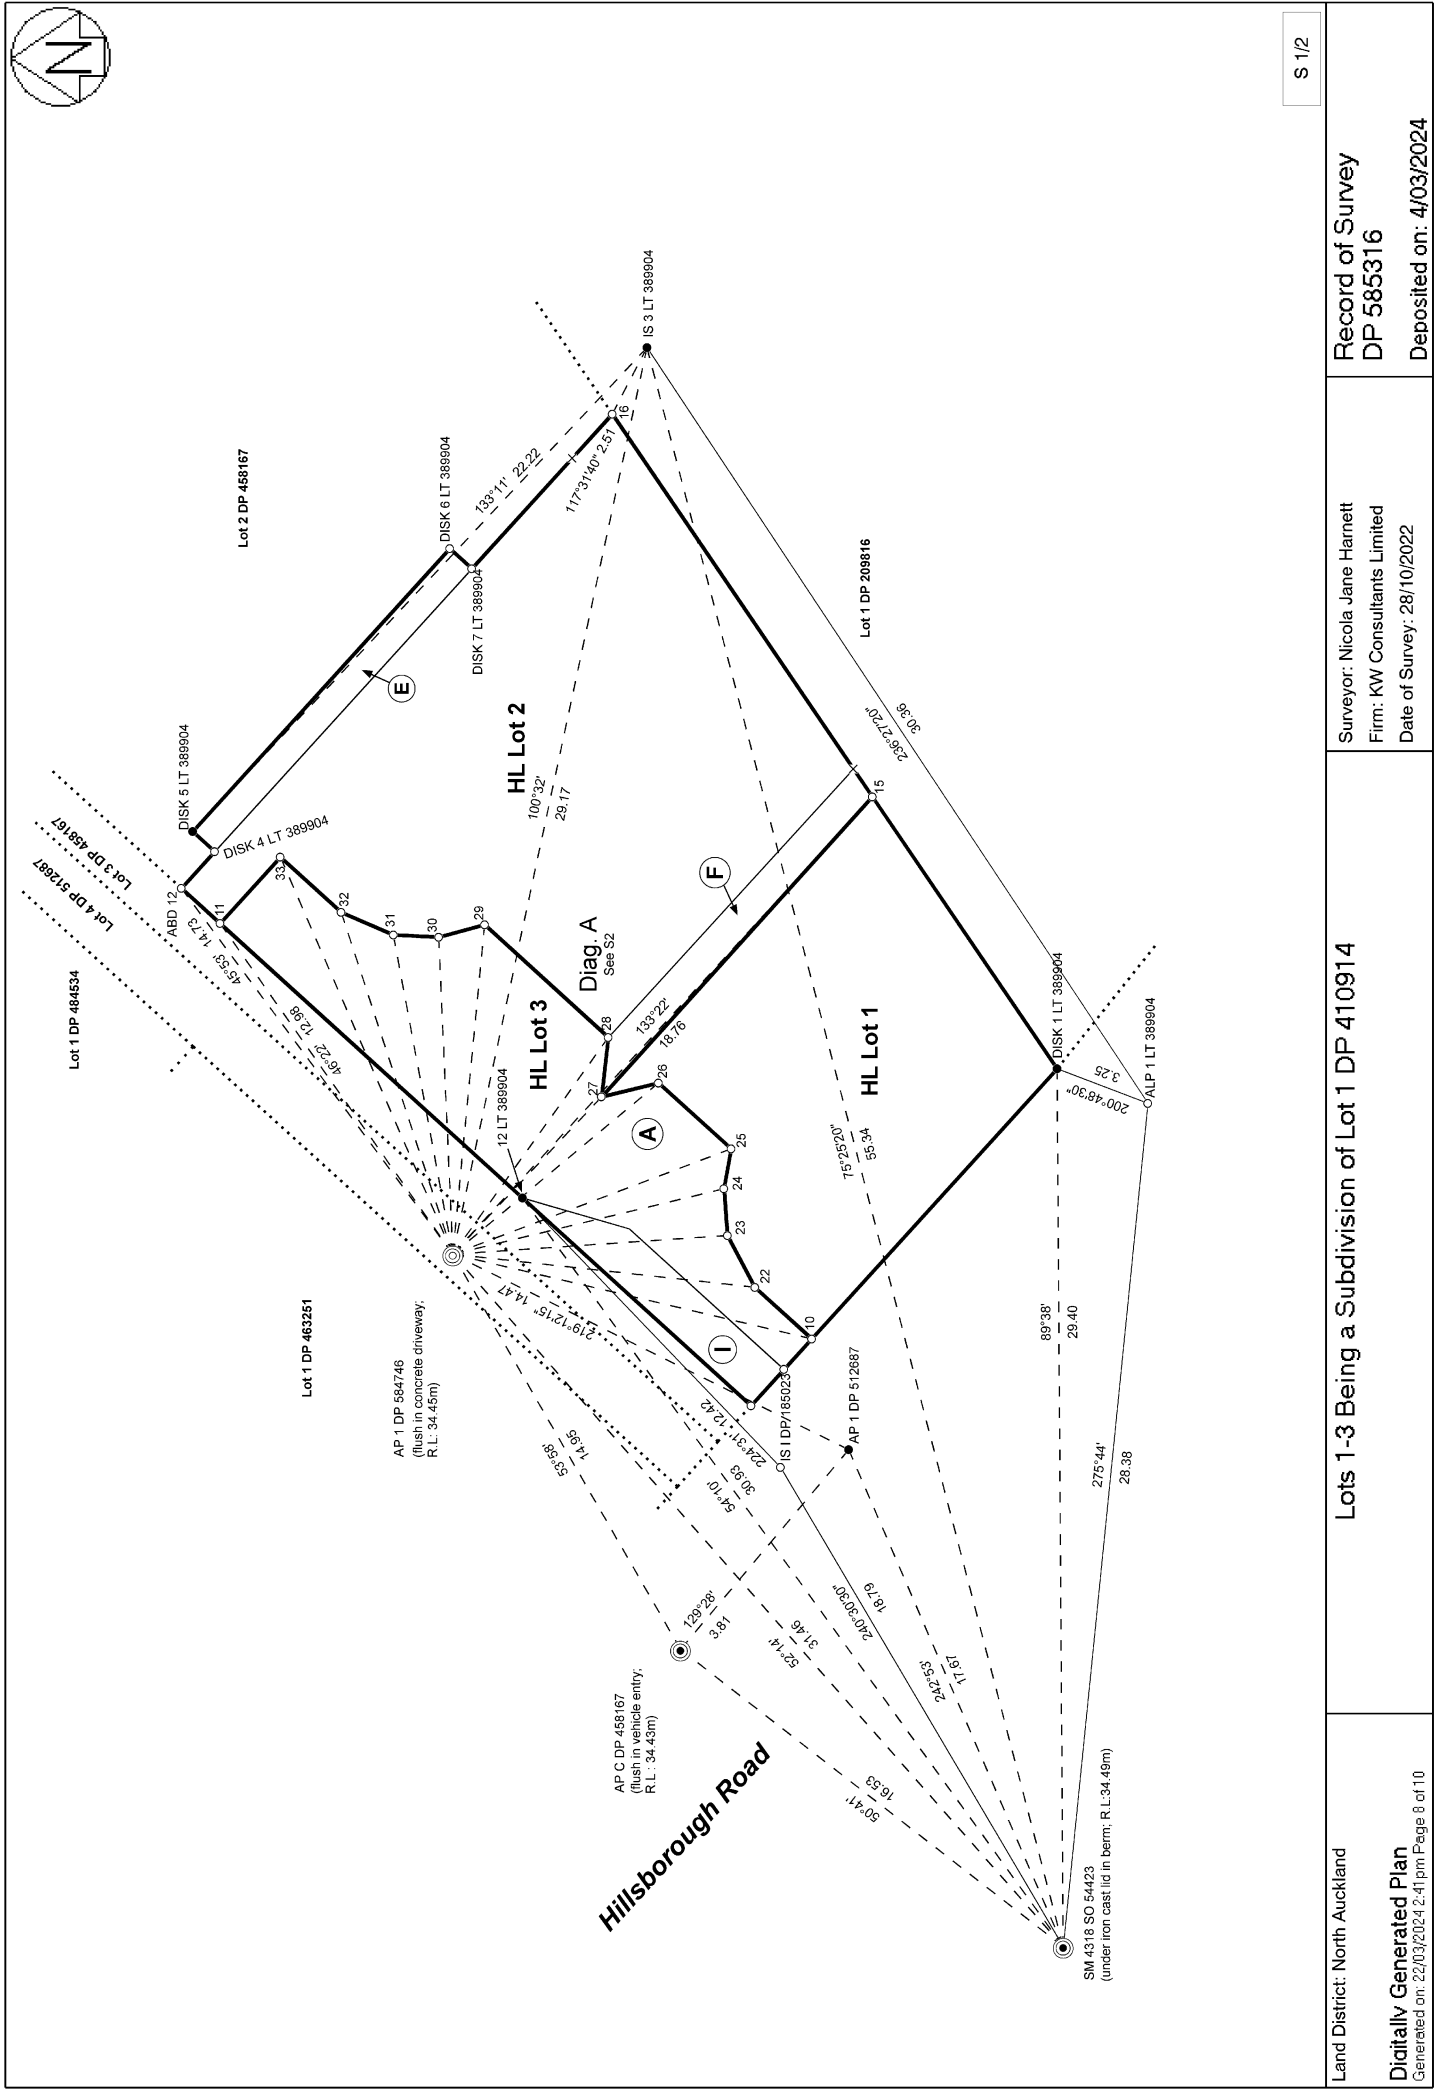 N
S 1/2
Lot 1 DP 484534
Lot 4 DP 512687
Lot 3 DP 458167
Lot 2 DP 458167
Lot 1 DP 463251
Lot 1 DP 209816
ABD 12
11
45°53' 14.73
46°22' 12.98
DISK 5 LT 389904
DISK 4 LT 389904
DISK 6 LT 389904
DISK 7 LT 389904
133°11' 22.22
117°31'40" 2.51
16
IS 3 LT 389904
33
32
31
30
29
28
27
26
25
24
23
22
10
15
E
F
A
I
HL Lot 2
HL Lot 3
HL Lot 1
Diag. A
See S2
100°32'
29.17
133°22'
18.76
12 LT 389904
236°27'20"
30.36
75°25'20"
55.34
DISK 1 LT 389904
200°48'30"
3.25
ALP 1 LT 389904
AP 1 DP 584746
(flush in concrete driveway;
R.L: 34.45m)
219°12'15" 14.47
224°31' 12.42
IS I DP/185023
AP 1 DP 512687
53°58'
14.95
54°10'
30.93
129°28'
3.81
52°14'
31.46
240°30'30"
18.79
242°53'
17.67
89°38'
29.40
275°44'
28.38
50°41'
16.53
AP C DP 458167
(flush in vehicle entry;
R.L : 34.43m)
Hillsborough Road
SM 4318 SO 54423
(under iron cast lid in berm; R.L:34.49m)
Land District: North Auckland
Digitally Generated Plan
Generated on: 22/03/2024 2:41pm Page 8 of 10
Lots 1-3 Being a Subdivision of Lot 1 DP 410914
Surveyor: Nicola Jane Harnett
Firm: KW Consultants Limited
Date of Survey: 28/10/2022
Record of Survey
DP 585316
Deposited on: 4/03/2024